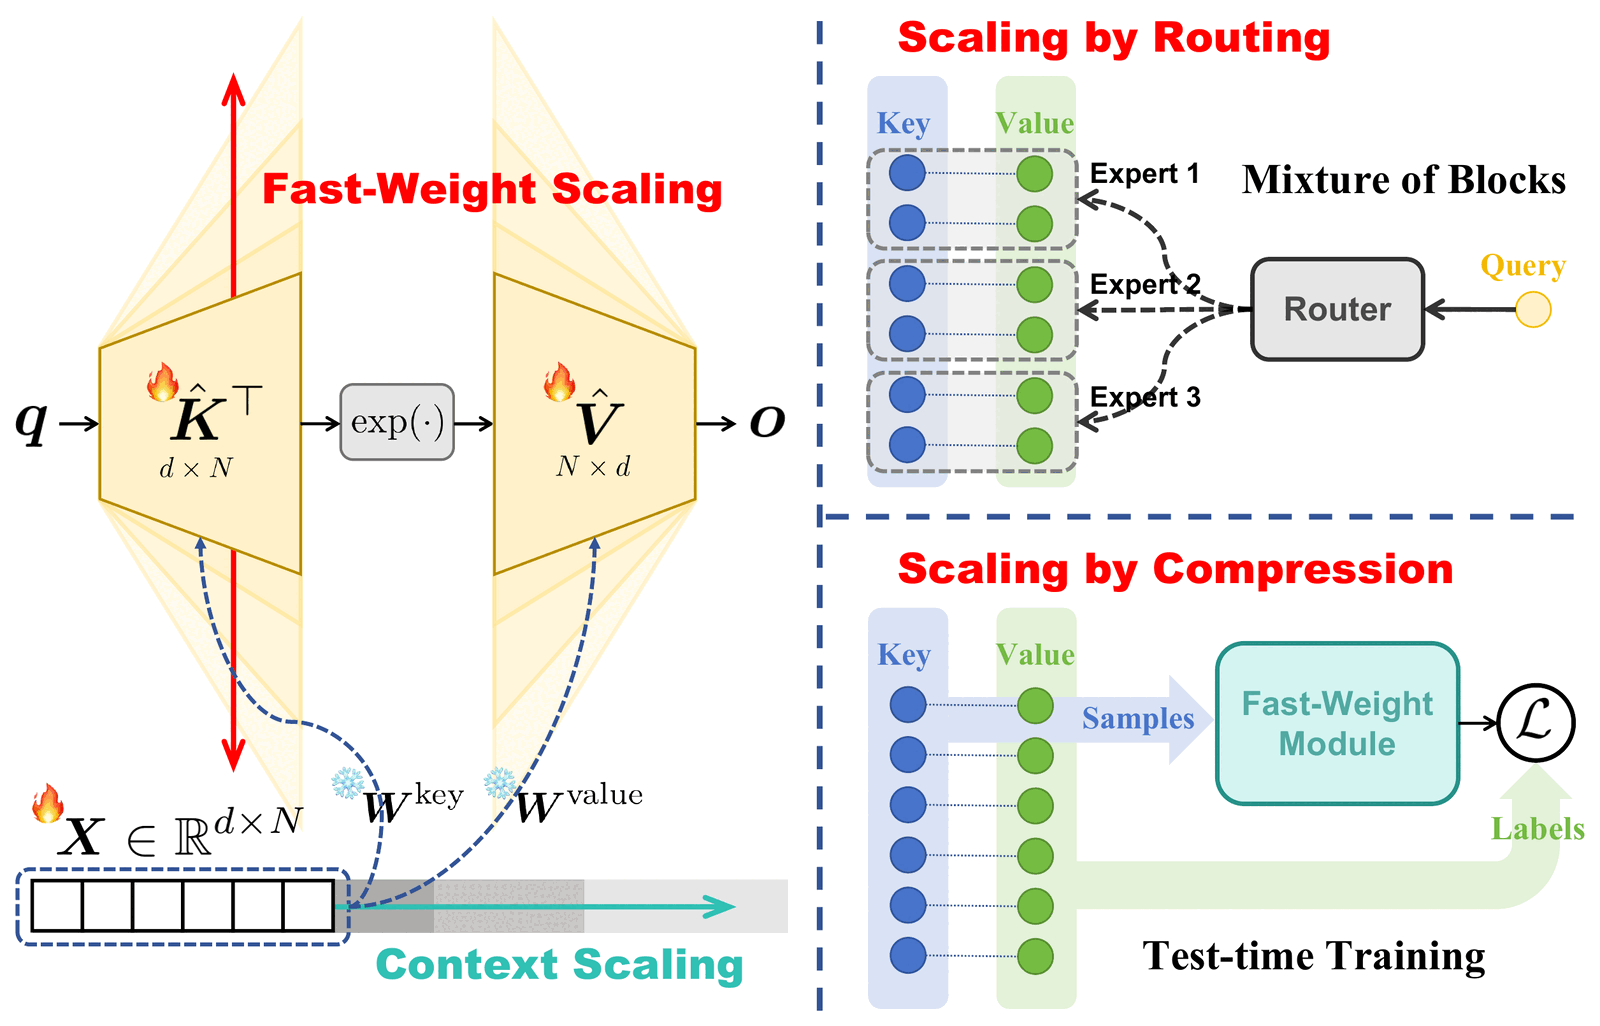 Fast-Weight Scaling
q
K̂⊤
d × N
exp(·)
V̂
N × d
o
W^key
W^value
X ∈ ℝ^{d×N}
Context Scaling
Scaling by Routing
Key
Value
Expert 1
Mixture of Blocks
Expert 2
Router
Query
Expert 3
Scaling by Compression
Key
Value
Samples
Fast-Weight
Module
ℒ
Labels
Test-time Training